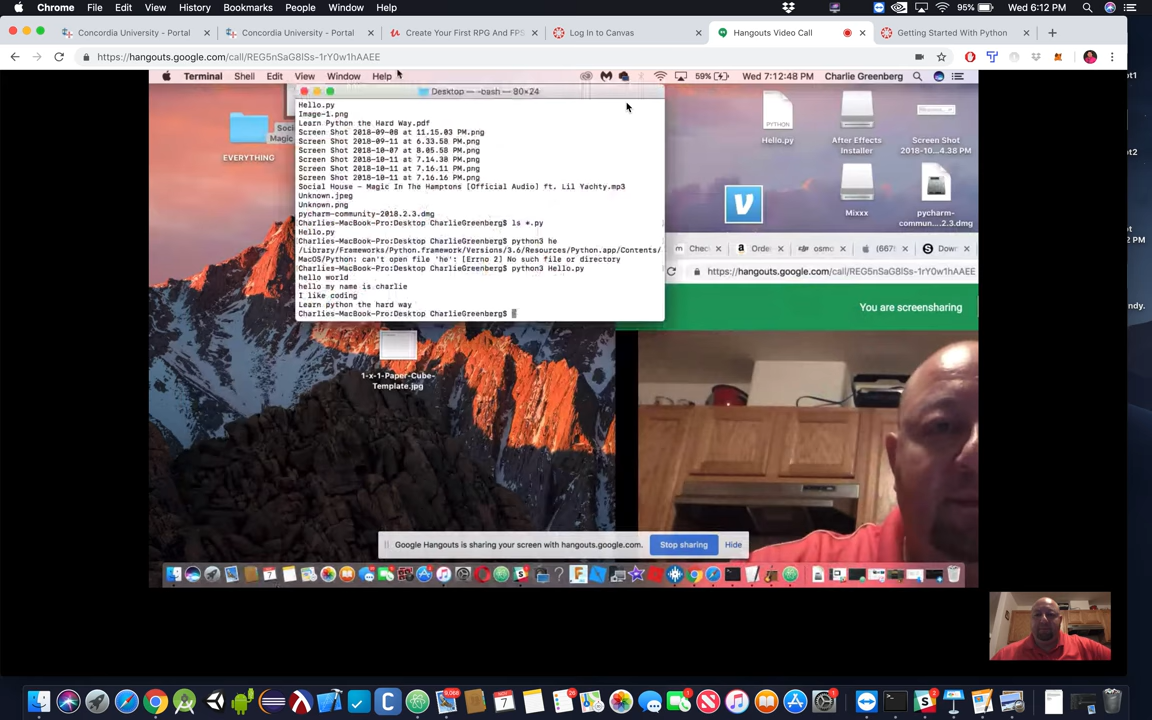 Chrome File Edit View History Bookmarks People Window Help 95% Wed 6:12 PM
Concordia University - Portal Concordia University - Portal Create Your First RPG And FPS Log In to Canvas Hangouts Video Call Getting Started With Python
https://hangouts.google.com/call/REG5nSaG8lSs-1rY0w1hAAEE
Terminal Shell Edit View Window Help 59% Wed 7:12:48 PM Charlie Greenberg
Desktop — -bash — 80×24
Hello.py
Image-1.png
Learn Python the Hard Way.pdf
Screen Shot 2018-09-08 at 11.15.03 PM.png
Screen Shot 2018-09-11 at 6.33.58 PM.png
Screen Shot 2018-10-07 at 8.05.58 PM.png
Screen Shot 2018-10-11 at 7.14.38 PM.png
Screen Shot 2018-10-11 at 7.16.11 PM.png
Screen Shot 2018-10-11 at 7.16.16 PM.png
Social House - Magic In The Hamptons [Official Audio] ft. Lil Yachty.mp3
Unknown.jpeg
Unknown.png
pycharm-community-2018.2.3.dmg
Charlies-MacBook-Pro:Desktop CharlieGreenberg$ ls *.py
Hello.py
Charlies-MacBook-Pro:Desktop CharlieGreenberg$ python3 he
/Library/Frameworks/Python.framework/Versions/3.6/Resources/Python.app/Contents/
MacOS/Python: can't open file 'he': [Errno 2] No such file or directory
Charlies-MacBook-Pro:Desktop CharlieGreenberg$ python3 Hello.py
hello world
hello my name is charlie
I like coding
Learn python the hard way
Charlies-MacBook-Pro:Desktop CharlieGreenberg$
EVERYTHING
Soci
Magic
PYTHON
Hello.py
After Effects
Installer
Screen Shot
2018-10...4.38 PM
Mixxx
pycharm-
commun....2.3.dmg
Chec
Orde
osmo
(667
Down
https://hangouts.google.com/call/REG5nSaG8lSs-1rY0w1hAAEE
You are screensharing
1-x-1-Paper-Cube-
Template.jpg
Google Hangouts is sharing your screen with hangouts.google.com.
Stop sharing
Hide